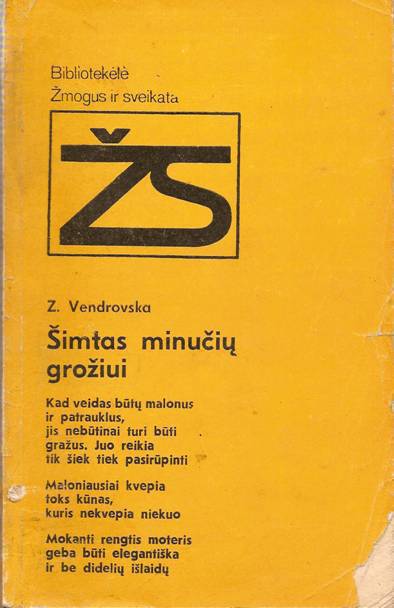 Bibliotekėlė
Žmogus ir sveikata
ŽS
Z. Vendrovska
Šimtas minučių
grožiui
Kad veidas būtų malonus
ir patrauklus,
jis nebūtinai turi būti
gražus. Juo reikia
tik šiek tiek pasirūpinti
Maloniausiai kvepia
toks kūnas,
kuris nekvepia niekuo
Mokanti rengtis moteris
geba būti elegantiška
ir be didelių išlaidų